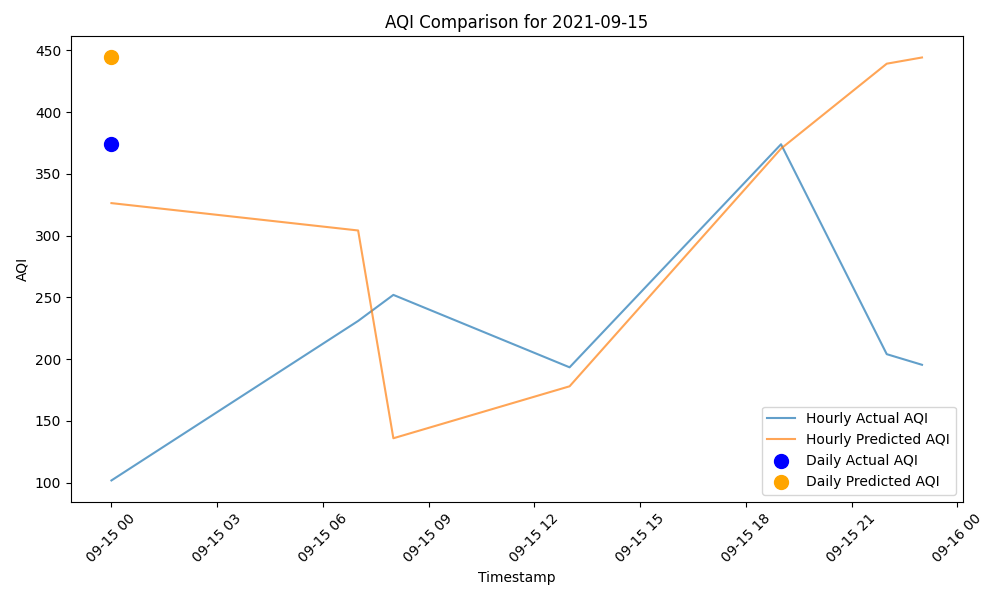 AQI Comparison for 2021-09-15
AQI
450
400
350
300
250
200
150
100
Hourly Actual AQI
Hourly Predicted AQI
Daily Actual AQI
Daily Predicted AQI
09-15 00
09-15 03
09-15 06
09-15 09
09-15 12
09-15 15
09-15 18
09-15 21
09-16 00
Timestamp